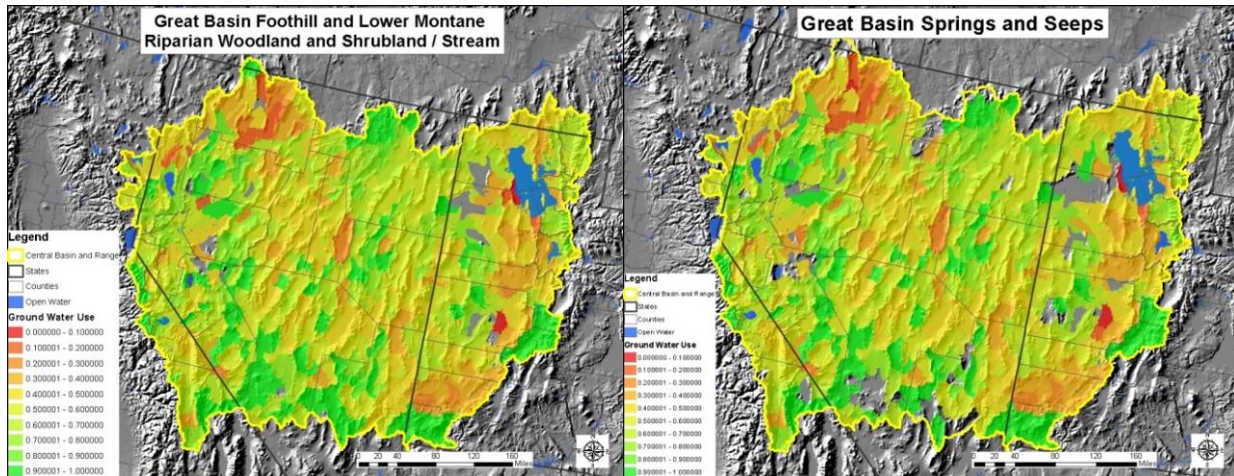 Great Basin Foothill and Lower Montane
Riparian Woodland and Shrubland / Stream
Legend
Central Basin and Range
States
Counties
Open Water
Ground Water Use
0.000000 - 0.100000
0.100001 - 0.200000
0.200001 - 0.300000
0.300001 - 0.400000
0.400001 - 0.500000
0.500001 - 0.600000
0.600001 - 0.700000
0.700001 - 0.800000
0.800001 - 0.900000
0.900001 - 1.000000
0 20 40 80 120 160
Miles
Great Basin Springs and Seeps
Legend
Central Basin and Range
States
Counties
Open Water
Ground Water Use
0.000000 - 0.100000
0.100001 - 0.200000
0.200001 - 0.300000
0.300001 - 0.400000
0.400001 - 0.500000
0.500001 - 0.600000
0.600001 - 0.700000
0.700001 - 0.800000
0.800001 - 0.900000
0.900001 - 1.000000
0 20 40 80 120 160
Miles